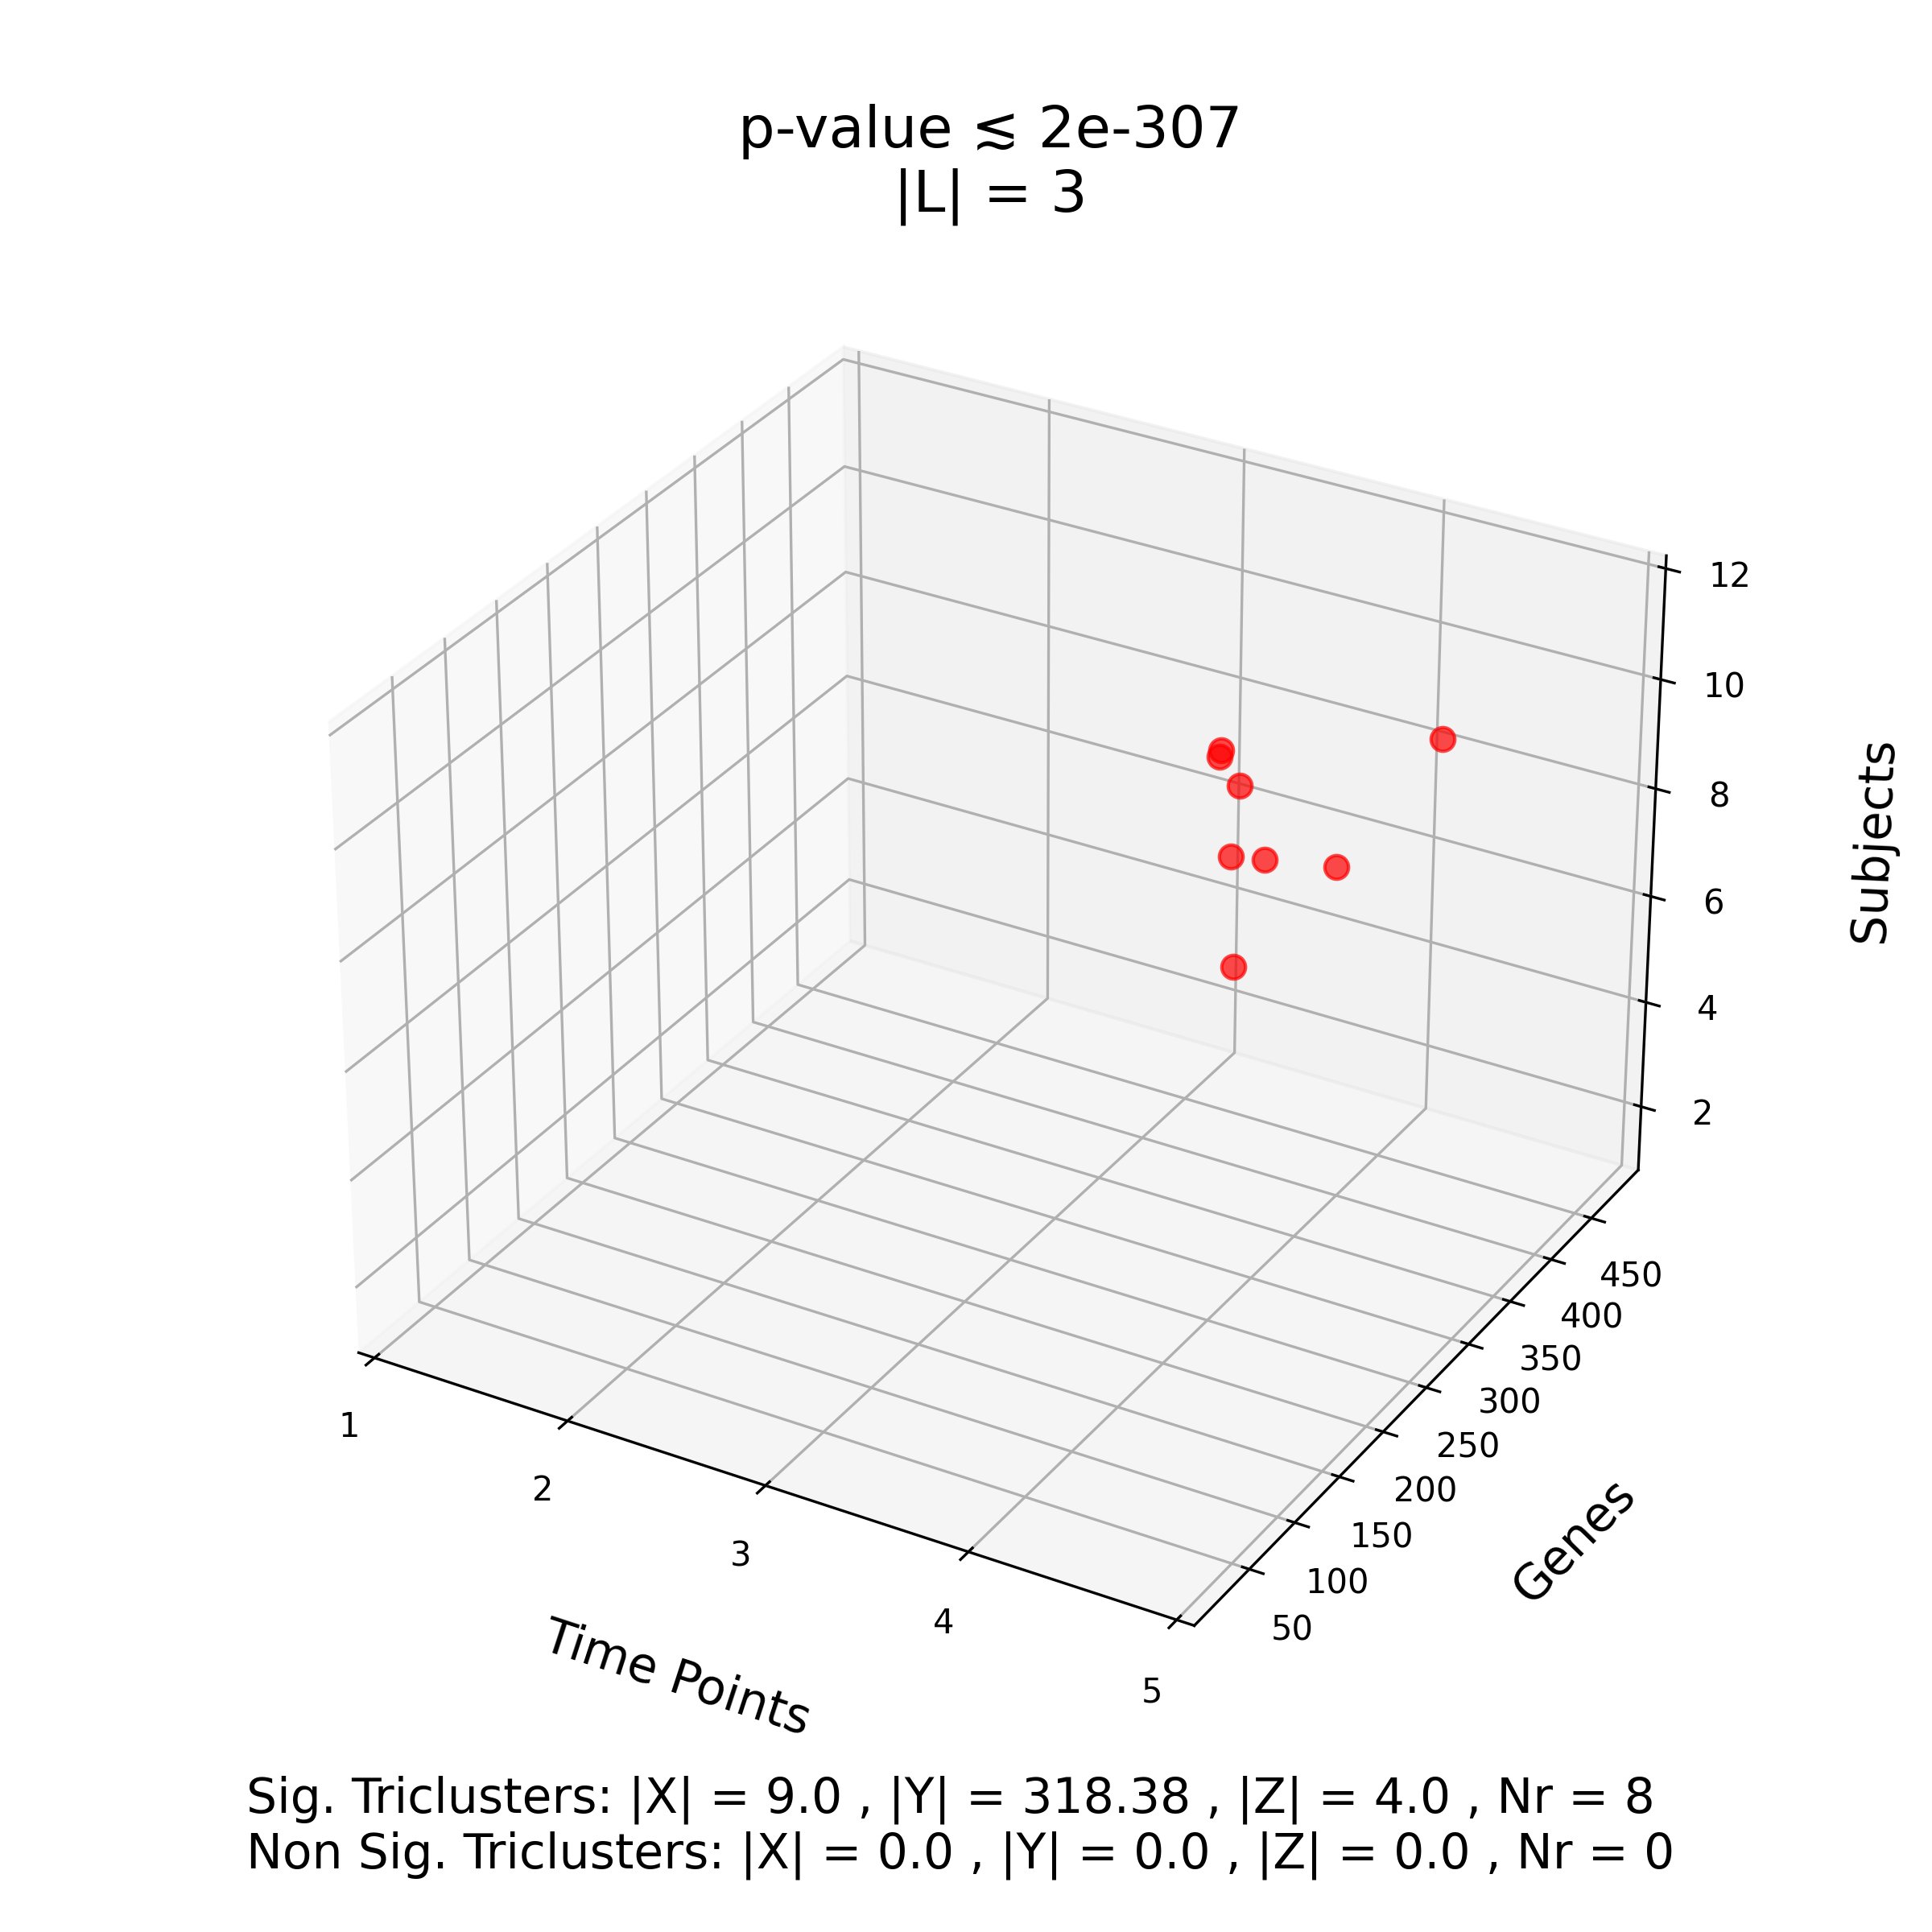 p-value ≲ 2e-307
|L| = 3
12
10
8
6
4
2
Subjects
450
400
350
300
250
200
150
100
50
Genes
1
2
3
4
5
Time Points
Sig. Triclusters: |X| = 9.0 , |Y| = 318.38 , |Z| = 4.0 , Nr = 8
Non Sig. Triclusters: |X| = 0.0 , |Y| = 0.0 , |Z| = 0.0 , Nr = 0